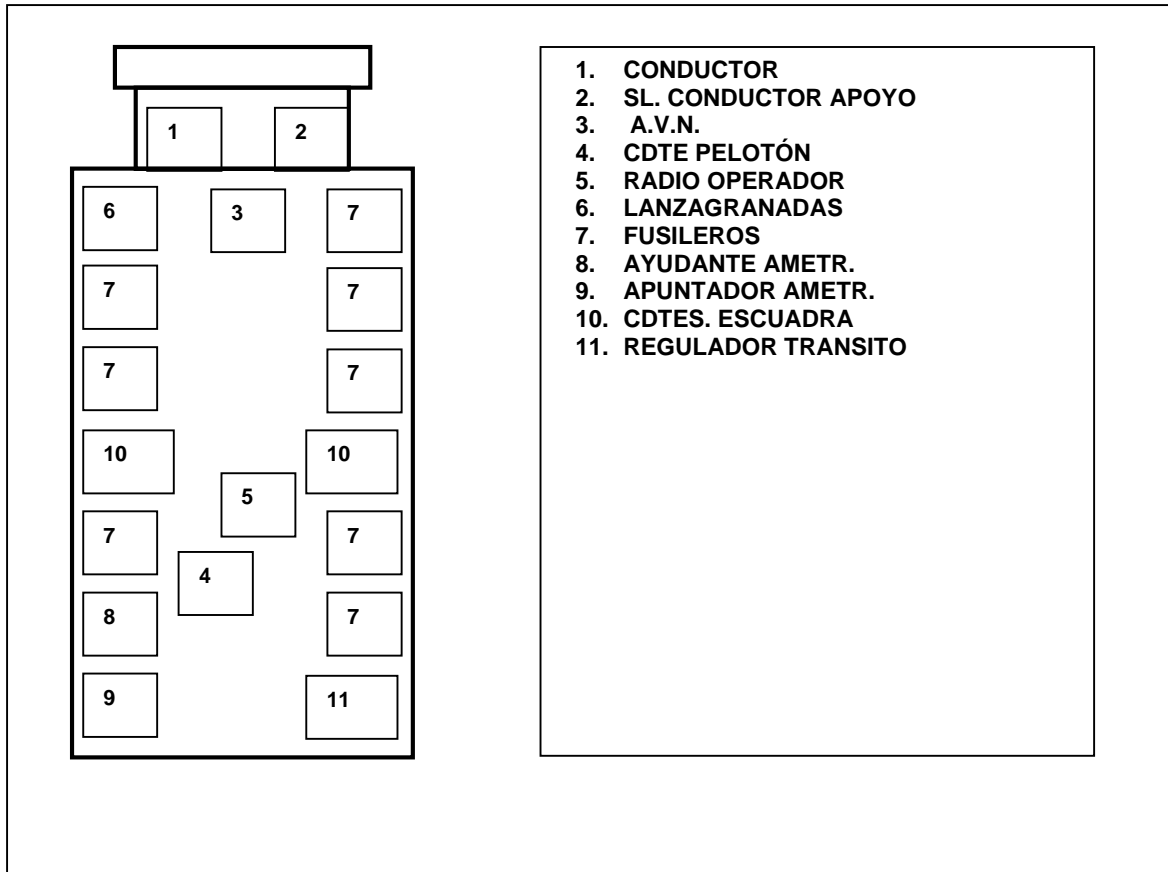 1 2
6 3 7
7 7
7 7
10 10
5
7 7
4
8 7
9 11
1. CONDUCTOR
2. SL. CONDUCTOR APOYO
3. A.V.N.
4. CDTE PELOTÓN
5. RADIO OPERADOR
6. LANZAGRANADAS
7. FUSILEROS
8. AYUDANTE AMETR.
9. APUNTADOR AMETR.
10. CDTES. ESCUADRA
11. REGULADOR TRANSITO